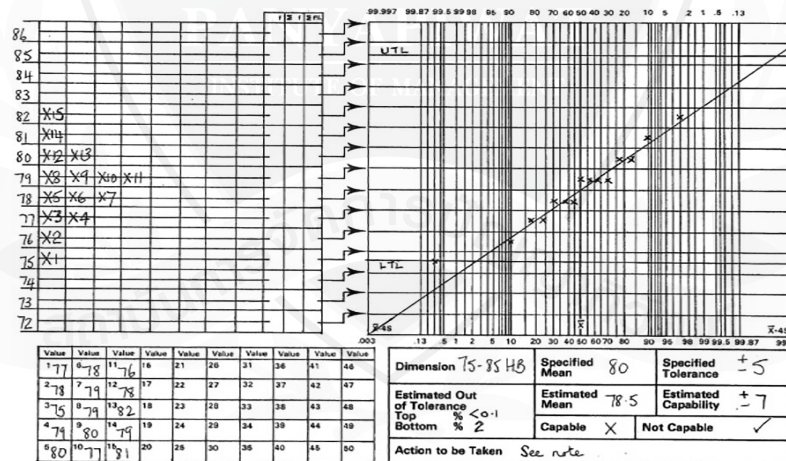 99.997 99.87 99.5 99 98 95 90 80 70 60 50 40 30 20 10 5 2 1 .5 .13
86
UTL
85
84
83
82 X15
81 X14
80 X12 X13
79 X8 X9 X10 X11
78 X5 X6 X7
77 X3 X4
76 X2
75 X1
LTL
74
73
72
X̄-4S X̄ X̄-4S
.003 .13 .5 1 2 5 10 20 30 40 50 60 70 80 90 95 98 99 99.5 99.87
Value Value Value Value Value Value Value Value Value Value
1 77 6 78 11 76 16 21 26 31 36 41 46
2 78 7 79 12 78 17 22 27 32 37 42 47
3 75 8 79 13 82 18 23 28 33 38 43 48
4 79 9 80 14 79 19 24 29 34 39 44 49
5 80 10 77 15 81 20 25 30 35 40 45 50
Dimension 75-85 HB Specified Mean 80 Specified Tolerance ± 5
Estimated Out of Tolerance
Top % <0.1
Bottom % 2
Estimated Mean 78.5 Estimated Capability ± 7
Capable X Not Capable ✓
Action to be Taken See note